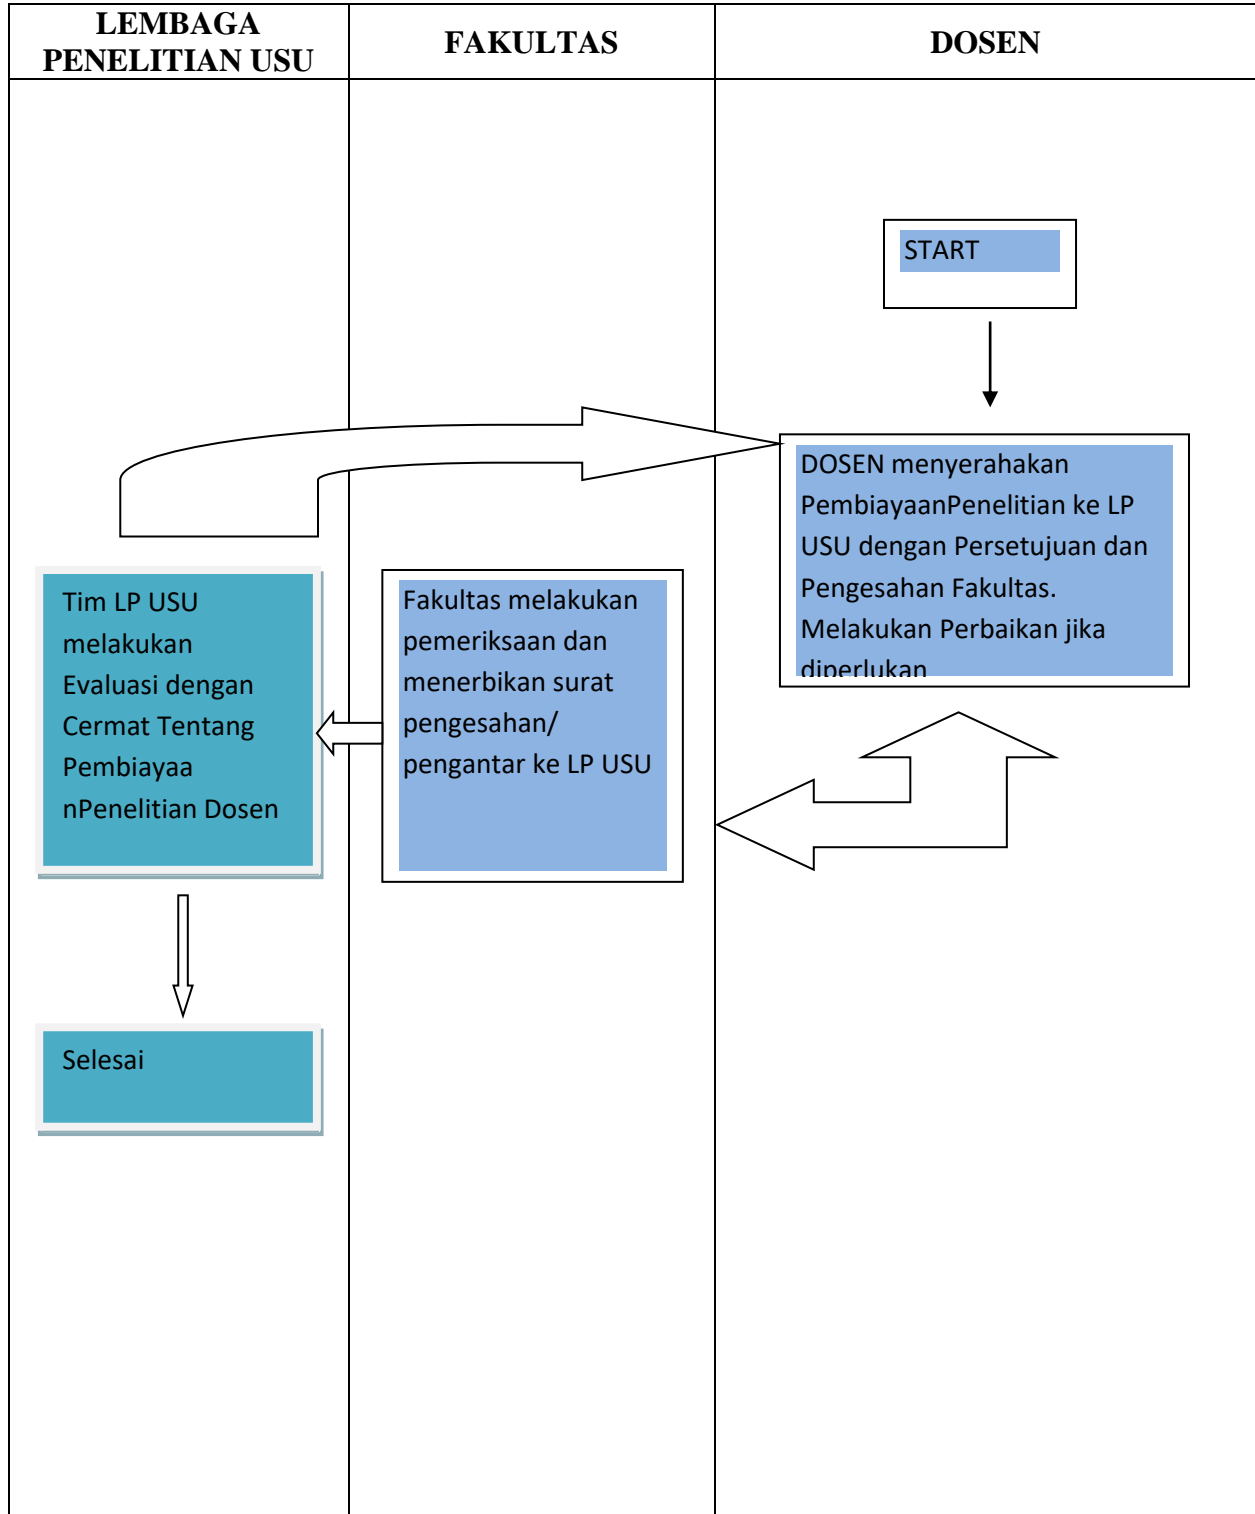 LEMBAGA
PENELITIAN USU
FAKULTAS
DOSEN
START
DOSEN menyerahakan
PembiayaanPenelitian ke LP
USU dengan Persetujuan dan
Pengesahan Fakultas.
Melakukan Perbaikan jika
diperlukan
Tim LP USU
melakukan
Evaluasi dengan
Cermat Tentang
Pembiayaa
nPenelitian Dosen
Fakultas melakukan
pemeriksaan dan
menerbikan surat
pengesahan/
pengantar ke LP USU
Selesai